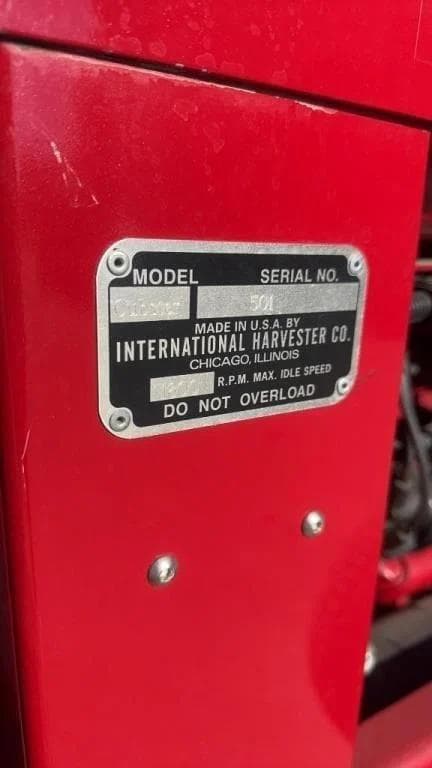 MODEL SERIAL NO.
501
MADE IN U.S.A. BY
INTERNATIONAL HARVESTER CO.
CHICAGO, ILLINOIS
R.P.M. MAX. IDLE SPEED
DO NOT OVERLOAD